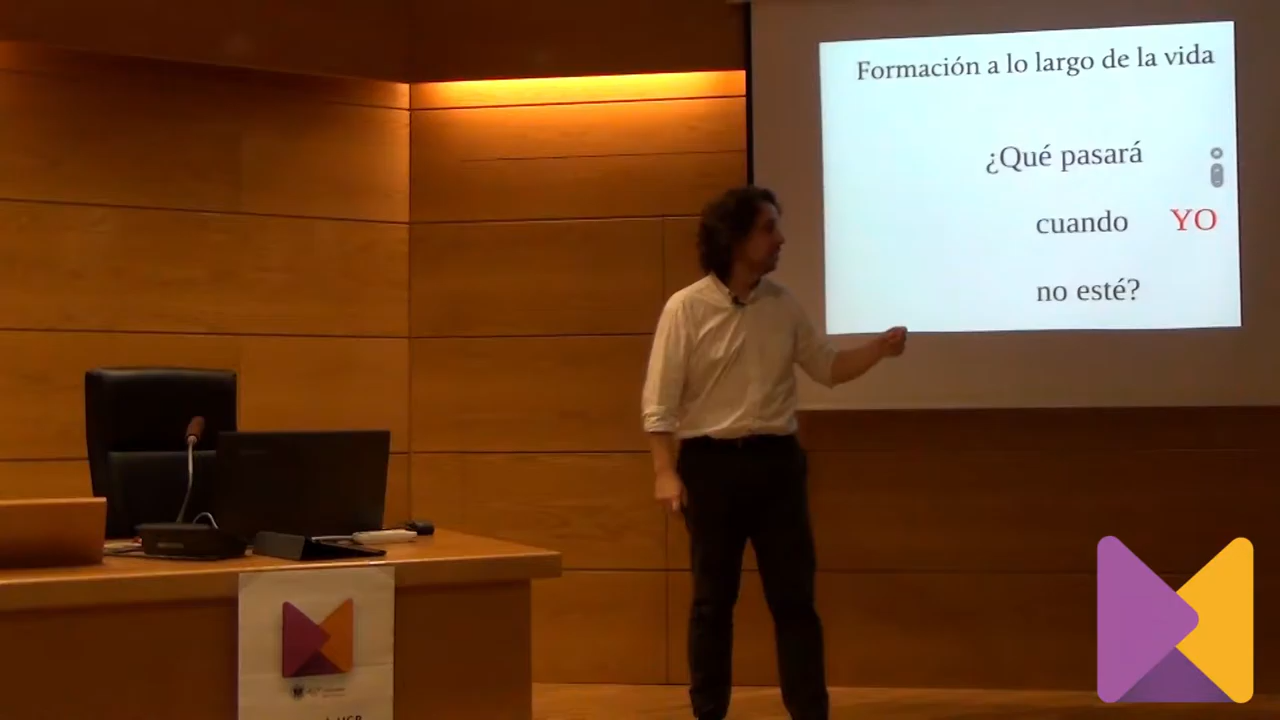 Formación a lo largo de la vida
¿Qué pasará
cuando YO
no esté?